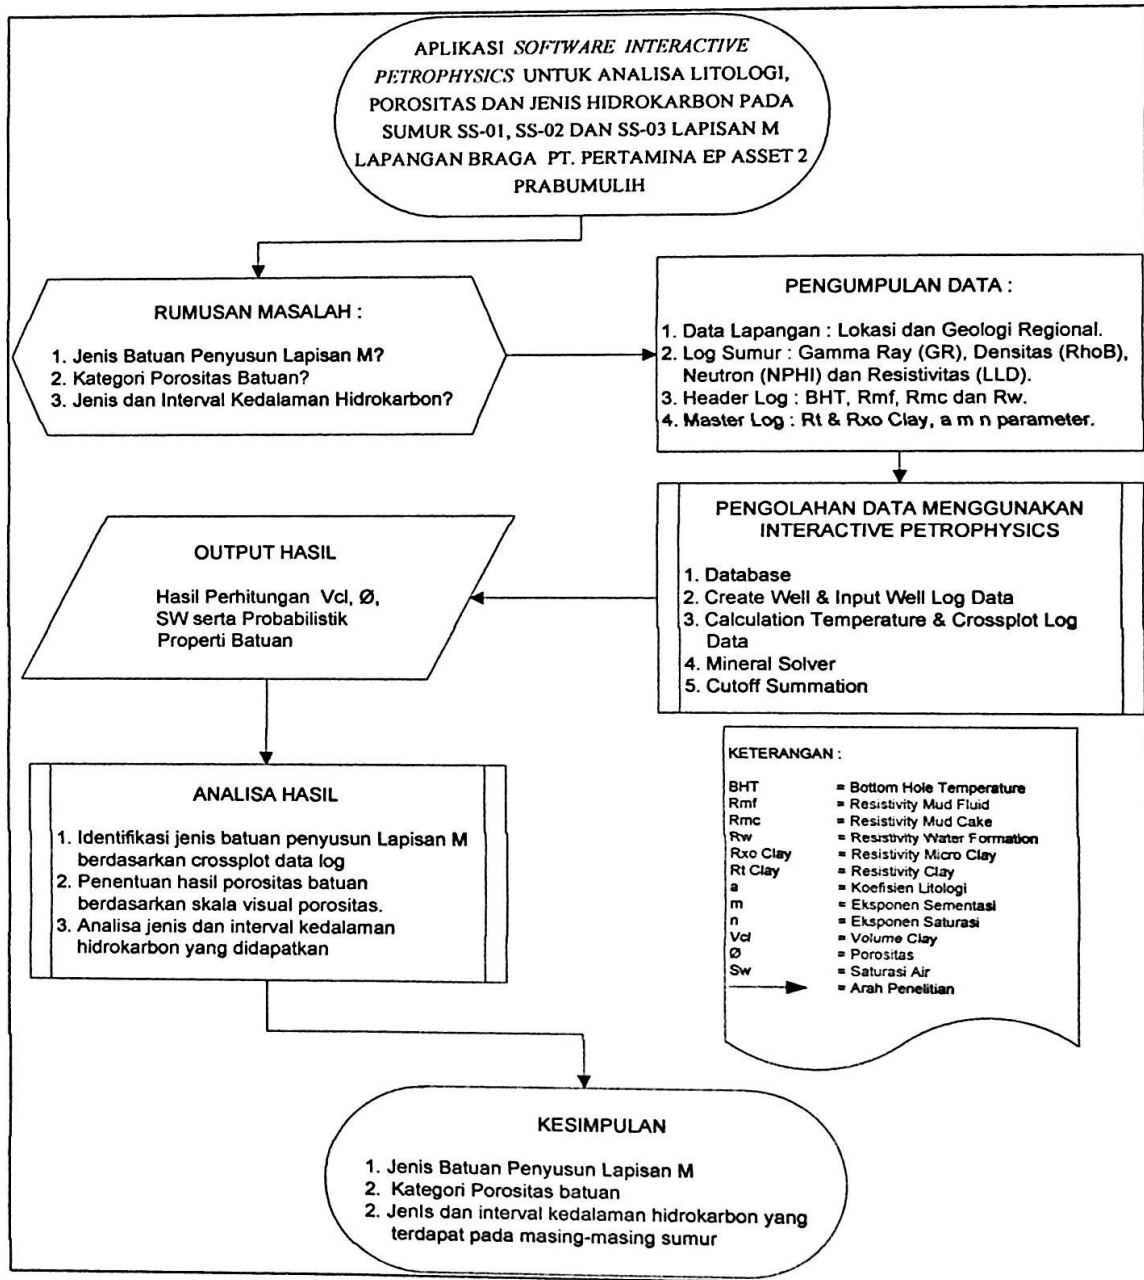 APLIKASI SOFTWARE INTERACTIVE
PETROPHYSICS UNTUK ANALISA LITOLOGI,
POROSITAS DAN JENIS HIDROKARBON PADA
SUMUR SS-01, SS-02 DAN SS-03 LAPISAN M
LAPANGAN BRAGA PT. PERTAMINA EP ASSET 2
PRABUMULIH
RUMUSAN MASALAH :
1. Jenis Batuan Penyusun Lapisan M?
2. Kategori Porositas Batuan?
3. Jenis dan Interval Kedalaman Hidrokarbon?
PENGUMPULAN DATA :
1. Data Lapangan : Lokasi dan Geologi Regional.
2. Log Sumur : Gamma Ray (GR), Densitas (RhoB),
Neutron (NPHI) dan Resistivitas (LLD).
3. Header Log : BHT, Rmf, Rmc dan Rw.
4. Master Log : Rt & Rxo Clay, a m n parameter.
PENGOLAHAN DATA MENGGUNAKAN
INTERACTIVE PETROPHYSICS
1. Database
2. Create Well & Input Well Log Data
3. Calculation Temperature & Crossplot Log
Data
4. Mineral Solver
5. Cutoff Summation
OUTPUT HASIL
Hasil Perhitungan Vcl, Ø,
SW serta Probabilistik
Properti Batuan
ANALISA HASIL
1. Identifikasi jenis batuan penyusun Lapisan M
berdasarkan crossplot data log
2. Penentuan hasil porositas batuan
berdasarkan skala visual porositas.
3. Analisa jenis dan interval kedalaman
hidrokarbon yang didapatkan
KETERANGAN :
BHT = Bottom Hole Temperature
Rmf = Resistivity Mud Fluid
Rmc = Resistivity Mud Cake
Rw = Resistivity Water Formation
Rxo Clay = Resistivity Micro Clay
Rt Clay = Resistivity Clay
a = Koefisien Litologi
m = Eksponen Sementasi
n = Eksponen Saturasi
Vcl = Volume Clay
Ø = Porositas
Sw = Saturasi Air
= Arah Penelitian
KESIMPULAN
1. Jenis Batuan Penyusun Lapisan M
2. Kategori Porositas batuan
2. Jenis dan interval kedalaman hidrokarbon yang
terdapat pada masing-masing sumur